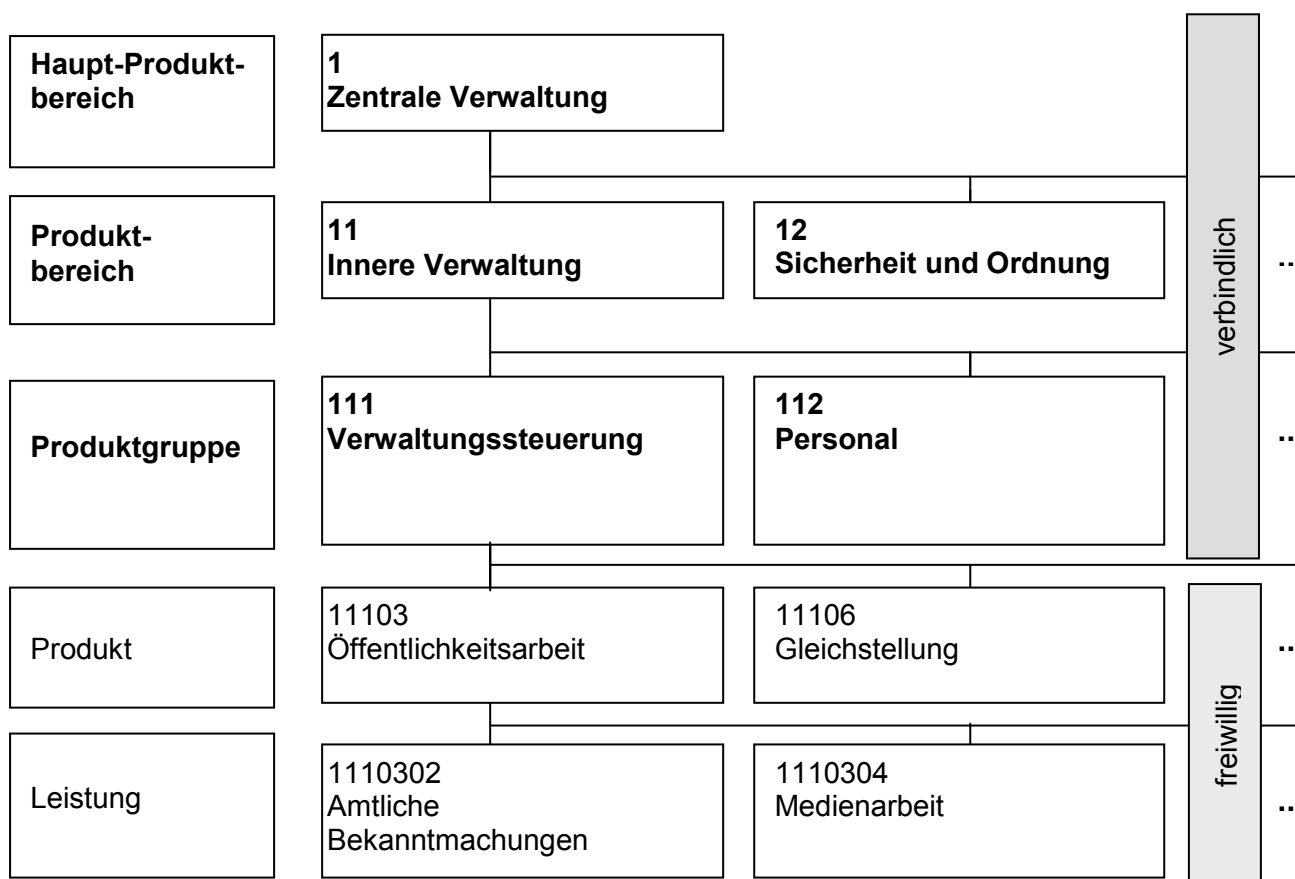 Haupt-Produkt-
bereich
1
Zentrale Verwaltung
verbindlich
Produkt-
bereich
11
Innere Verwaltung
12
Sicherheit und Ordnung
..
Produktgruppe
111
Verwaltungssteuerung
112
Personal
..
Produkt
11103
Öffentlichkeitsarbeit
11106
Gleichstellung
..
freiwillig
Leistung
1110302
Amtliche
Bekanntmachungen
1110304
Medienarbeit
..